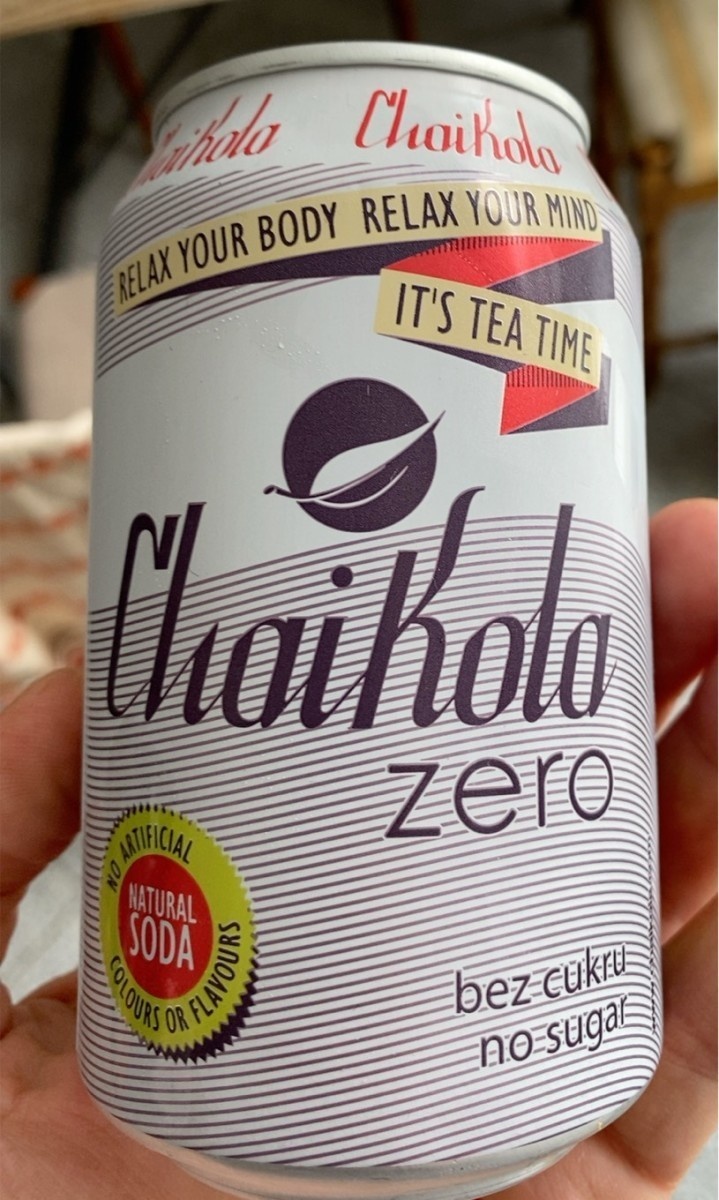 ChaiKola
RELAX YOUR BODY RELAX YOUR MIND
IT'S TEA TIME
ChaiKola
zero
NO ARTIFICIAL
NATURAL
SODA
COLOURS OR FLAVOURS
bez cukru
no sugar